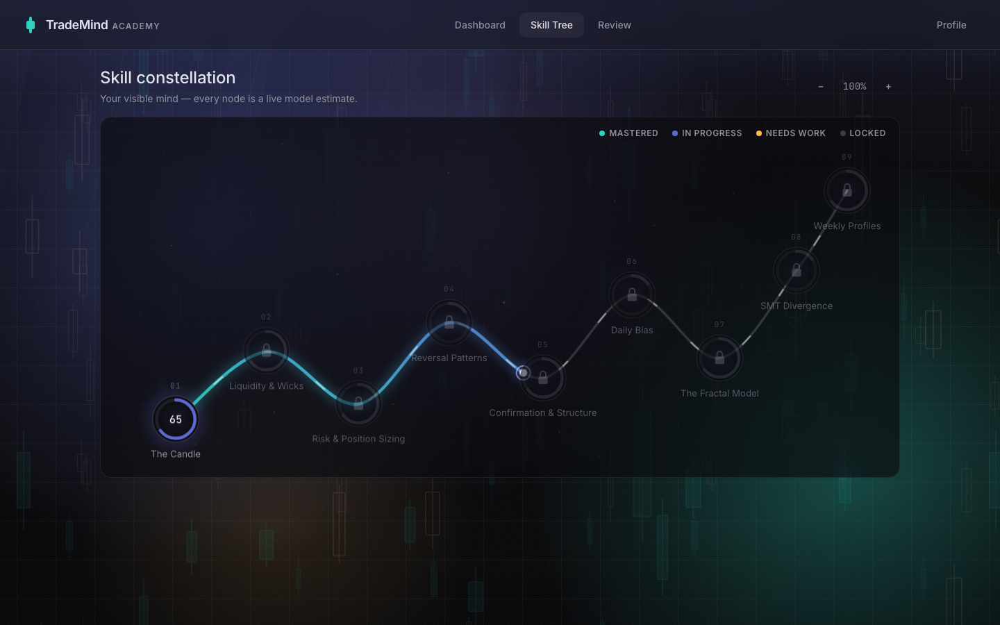 TradeMind ACADEMY
Dashboard
Skill Tree
Review
Profile
Skill constellation
Your visible mind — every node is a live model estimate.
− 100% +
MASTERED
IN PROGRESS
NEEDS WORK
LOCKED
09
Weekly Profiles
08
SMT Divergence
06
Daily Bias
04
Reversal Patterns
02
Liquidity & Wicks
07
The Fractal Model
05
Confirmation & Structure
03
Risk & Position Sizing
01
65
The Candle